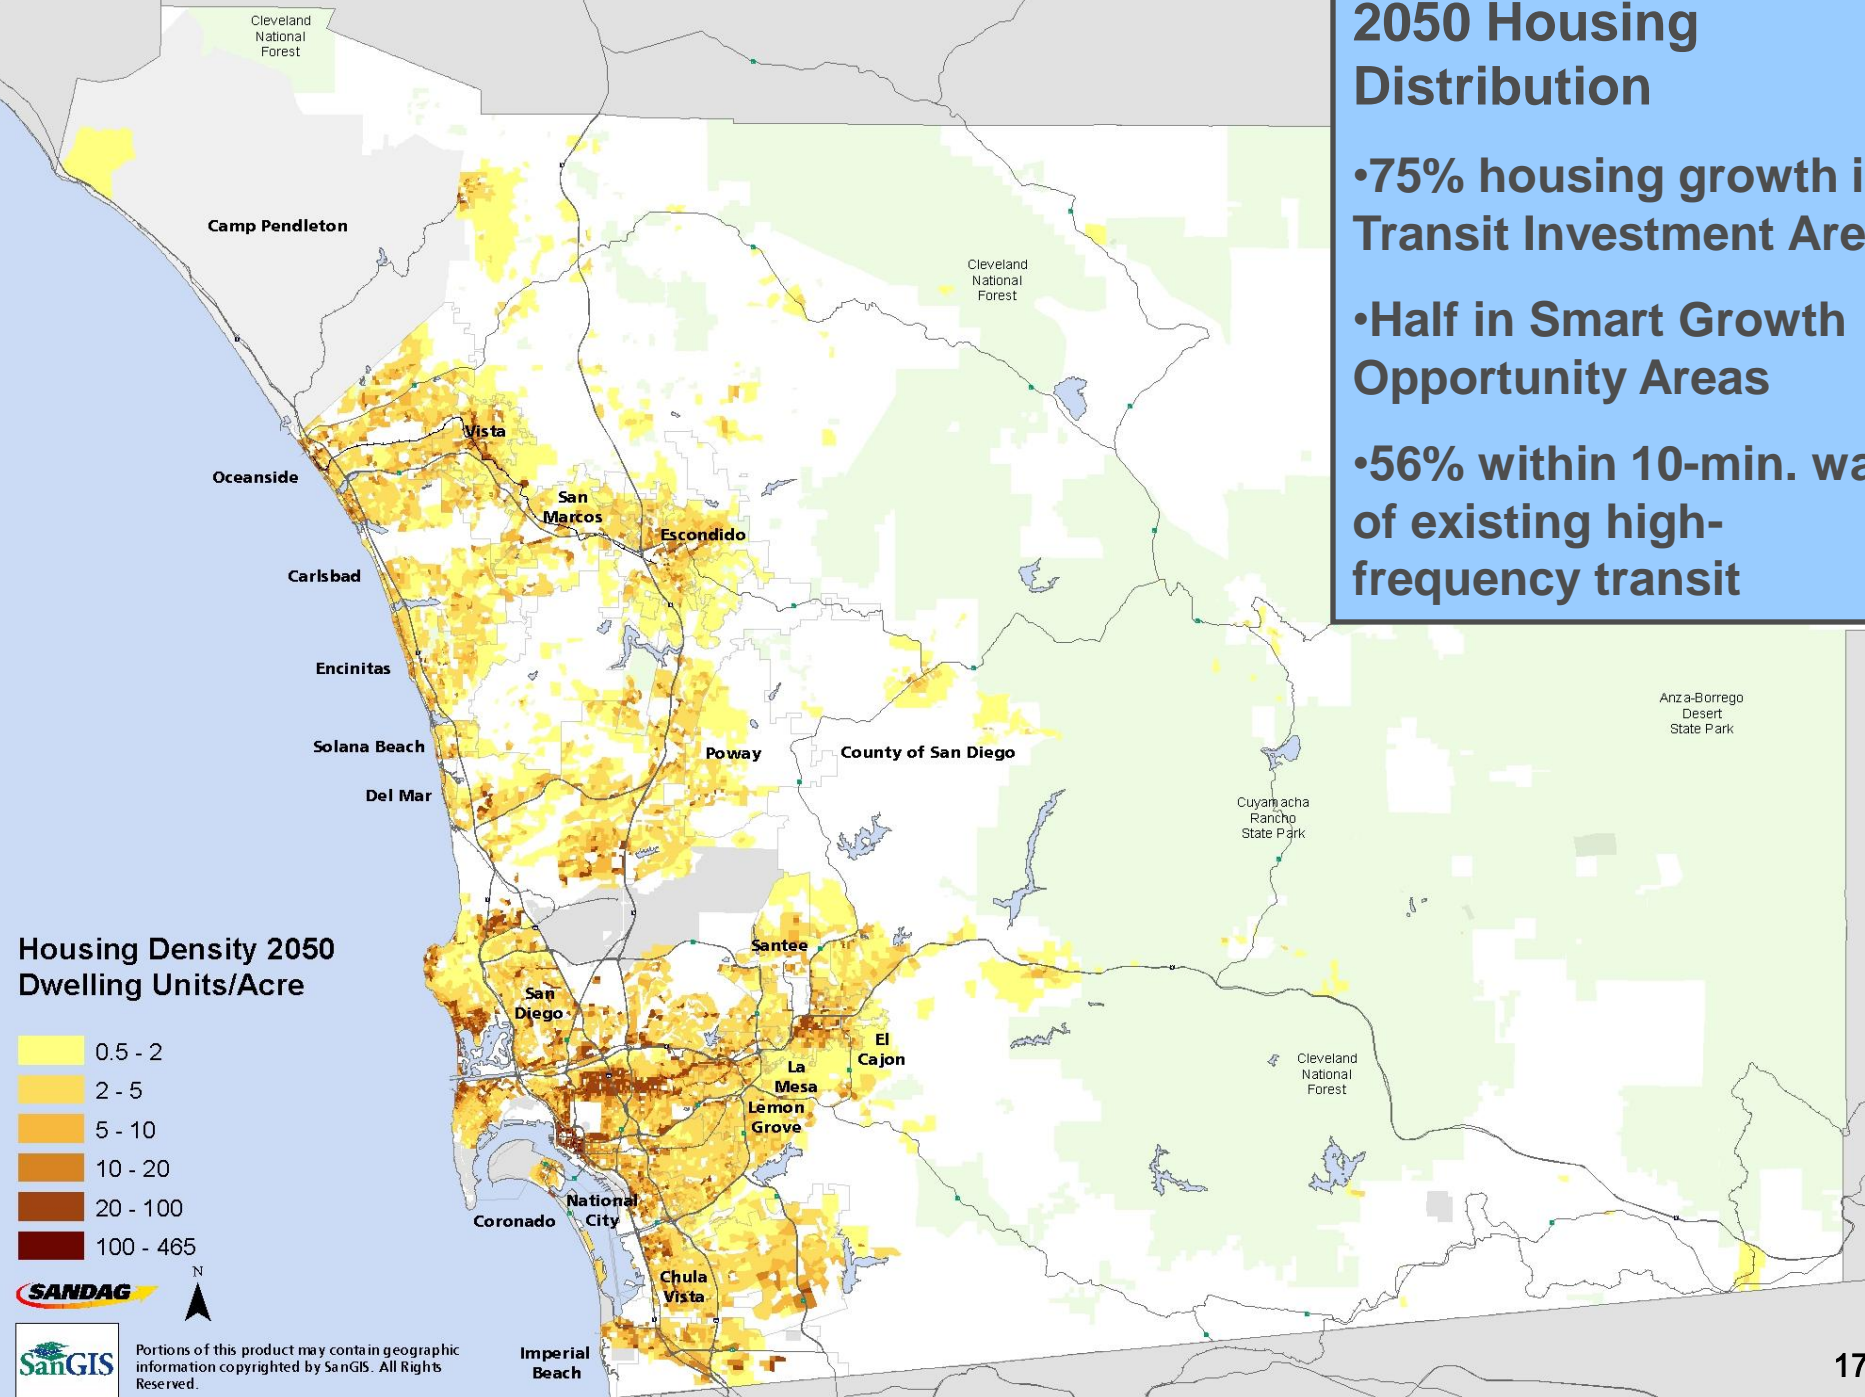 2050 Housing
Distribution
•75% housing growth i
Transit Investment Are
•Half in Smart Growth
Opportunity Areas
•56% within 10-min. wa
of existing high-
frequency transit
Cleveland
National
Forest
Camp Pendleton
Cleveland
National
Forest
Vista
Oceanside
San
Marcos
Escondido
Carlsbad
Encinitas
Solana Beach
Poway
County of San Diego
Del Mar
Anza-Borrego
Desert
State Park
Cuyamacha
Rancho
State Park
Santee
San
Diego
El
Cajon
La
Mesa
Lemon
Grove
Cleveland
National
Forest
National
City
Coronado
Chula
Vista
Imperial
Beach
Housing Density 2050
Dwelling Units/Acre
0.5 - 2
2 - 5
5 - 10
10 - 20
20 - 100
100 - 465
SANDAG
N
SanGIS
Portions of this product may contain geographic
information copyrighted by SanGIS. All Rights
Reserved.
17